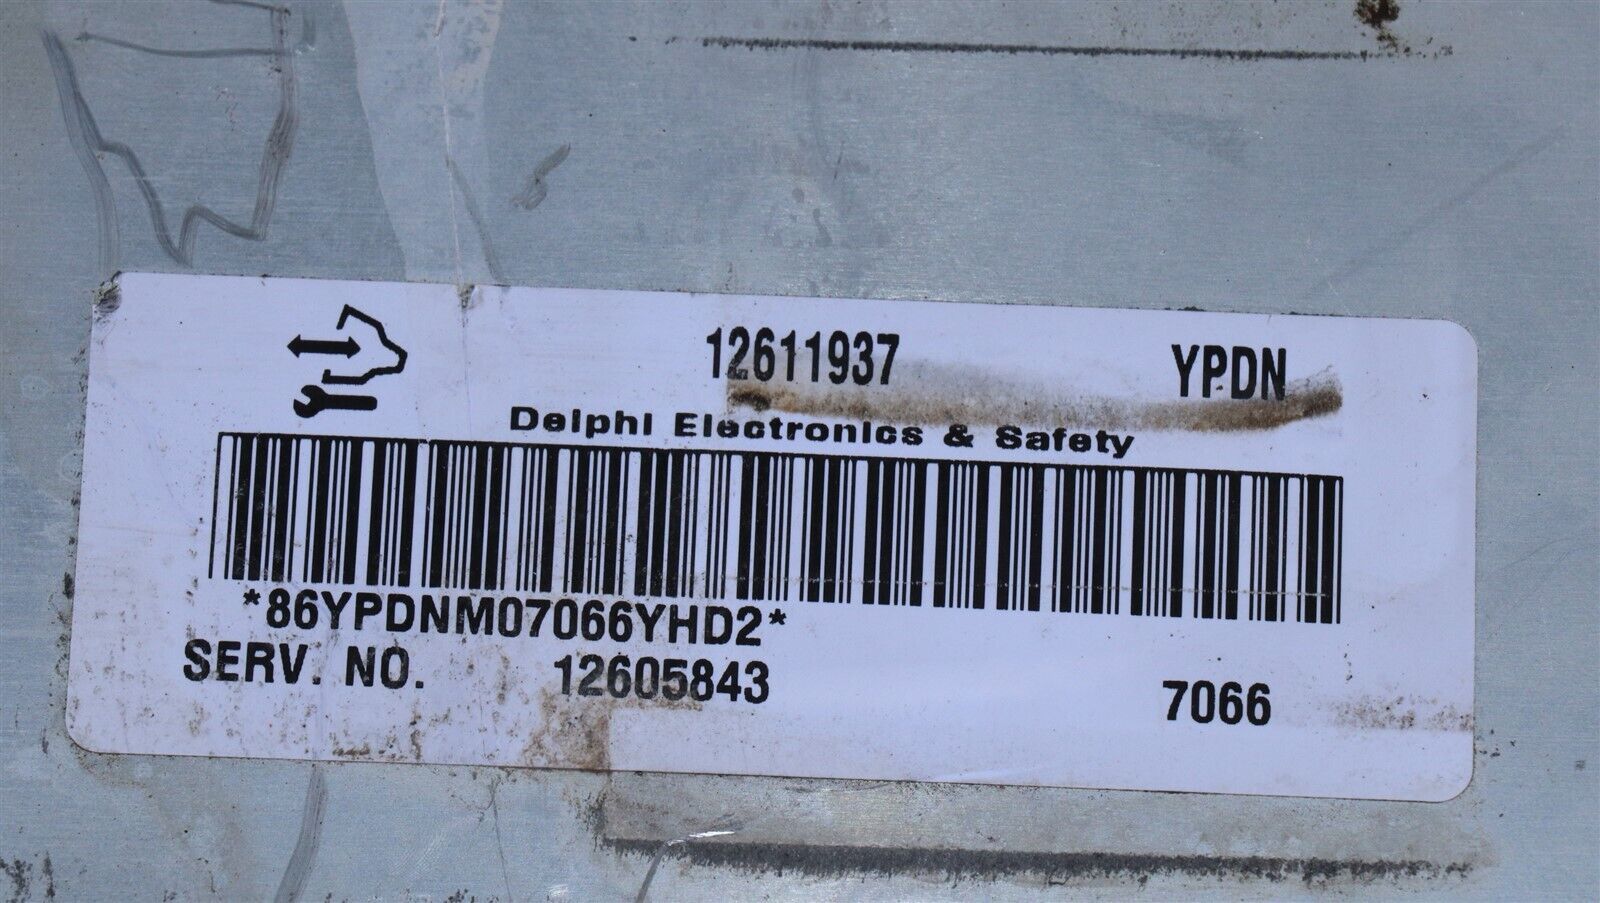 12611937 YPDN
Delphi Electronics & Safety
*86YPDNM07066YHD2*
SERV. NO. 12605843 7066